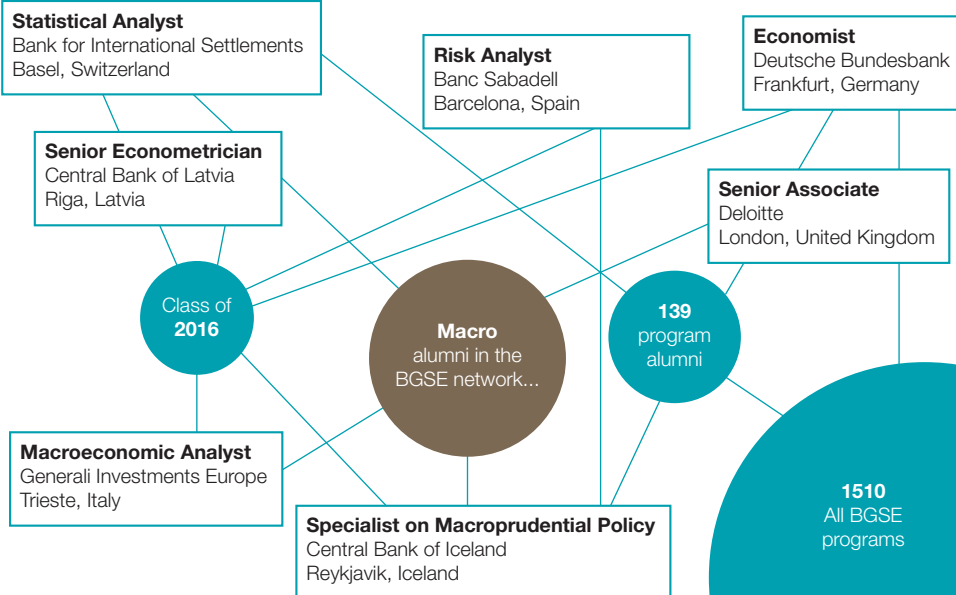 Statistical Analyst
Bank for International Settlements
Basel, Switzerland
Risk Analyst
Banc Sabadell
Barcelona, Spain
Economist
Deutsche Bundesbank
Frankfurt, Germany
Senior Econometrician
Central Bank of Latvia
Riga, Latvia
Senior Associate
Deloitte
London, United Kingdom
Class of
2016
Macro
alumni in the
BGSE network...
139
program
alumni
Macroeconomic Analyst
Generali Investments Europe
Trieste, Italy
Specialist on Macroprudential Policy
Central Bank of Iceland
Reykjavik, Iceland
1510
All BGSE
programs